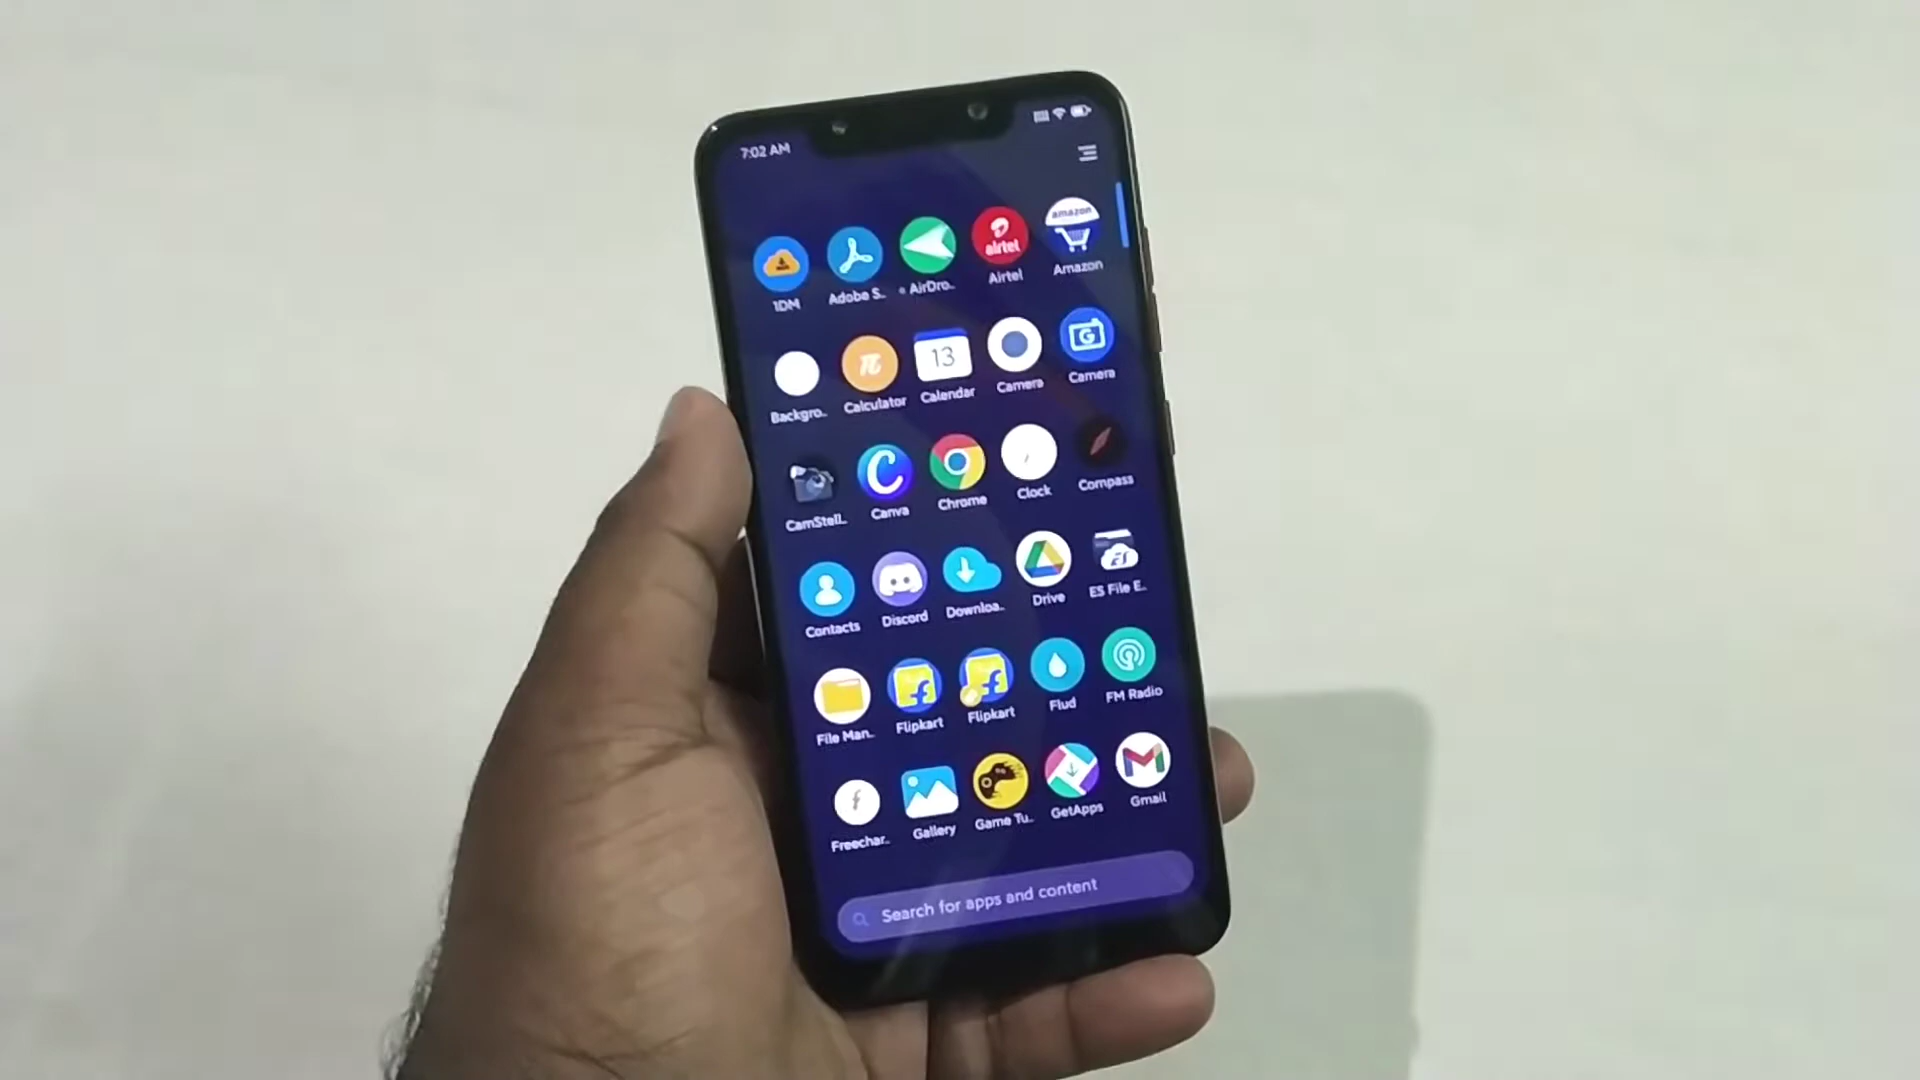 7:02 AM
amazon
airtel
1DM
Adobe S..
AirDro..
Airtel
Amazon
13
G
Backgro..
Calculator
Calendar
Camera
Camera
C
CamStell..
Canva
Chrome
Clock
Compass
ES
Contacts
Discord
Downloa..
Drive
ES File E..
f
f
File Man..
Flipkart
Flipkart
Flud
FM Radio
f
Freechar..
Gallery
Game Tu..
GetApps
Gmail
Search for apps and content